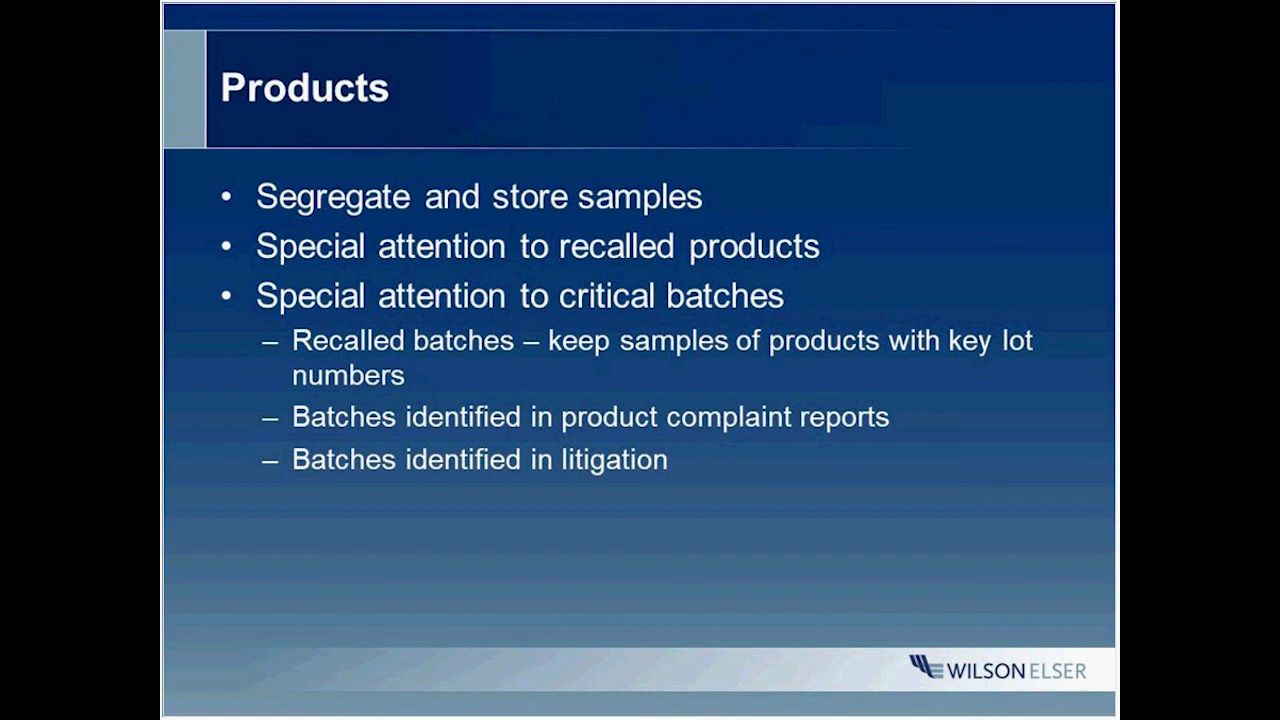 Products
• Segregate and store samples
• Special attention to recalled products
• Special attention to critical batches
– Recalled batches – keep samples of products with key lot
numbers
– Batches identified in product complaint reports
– Batches identified in litigation
WILSON ELSER